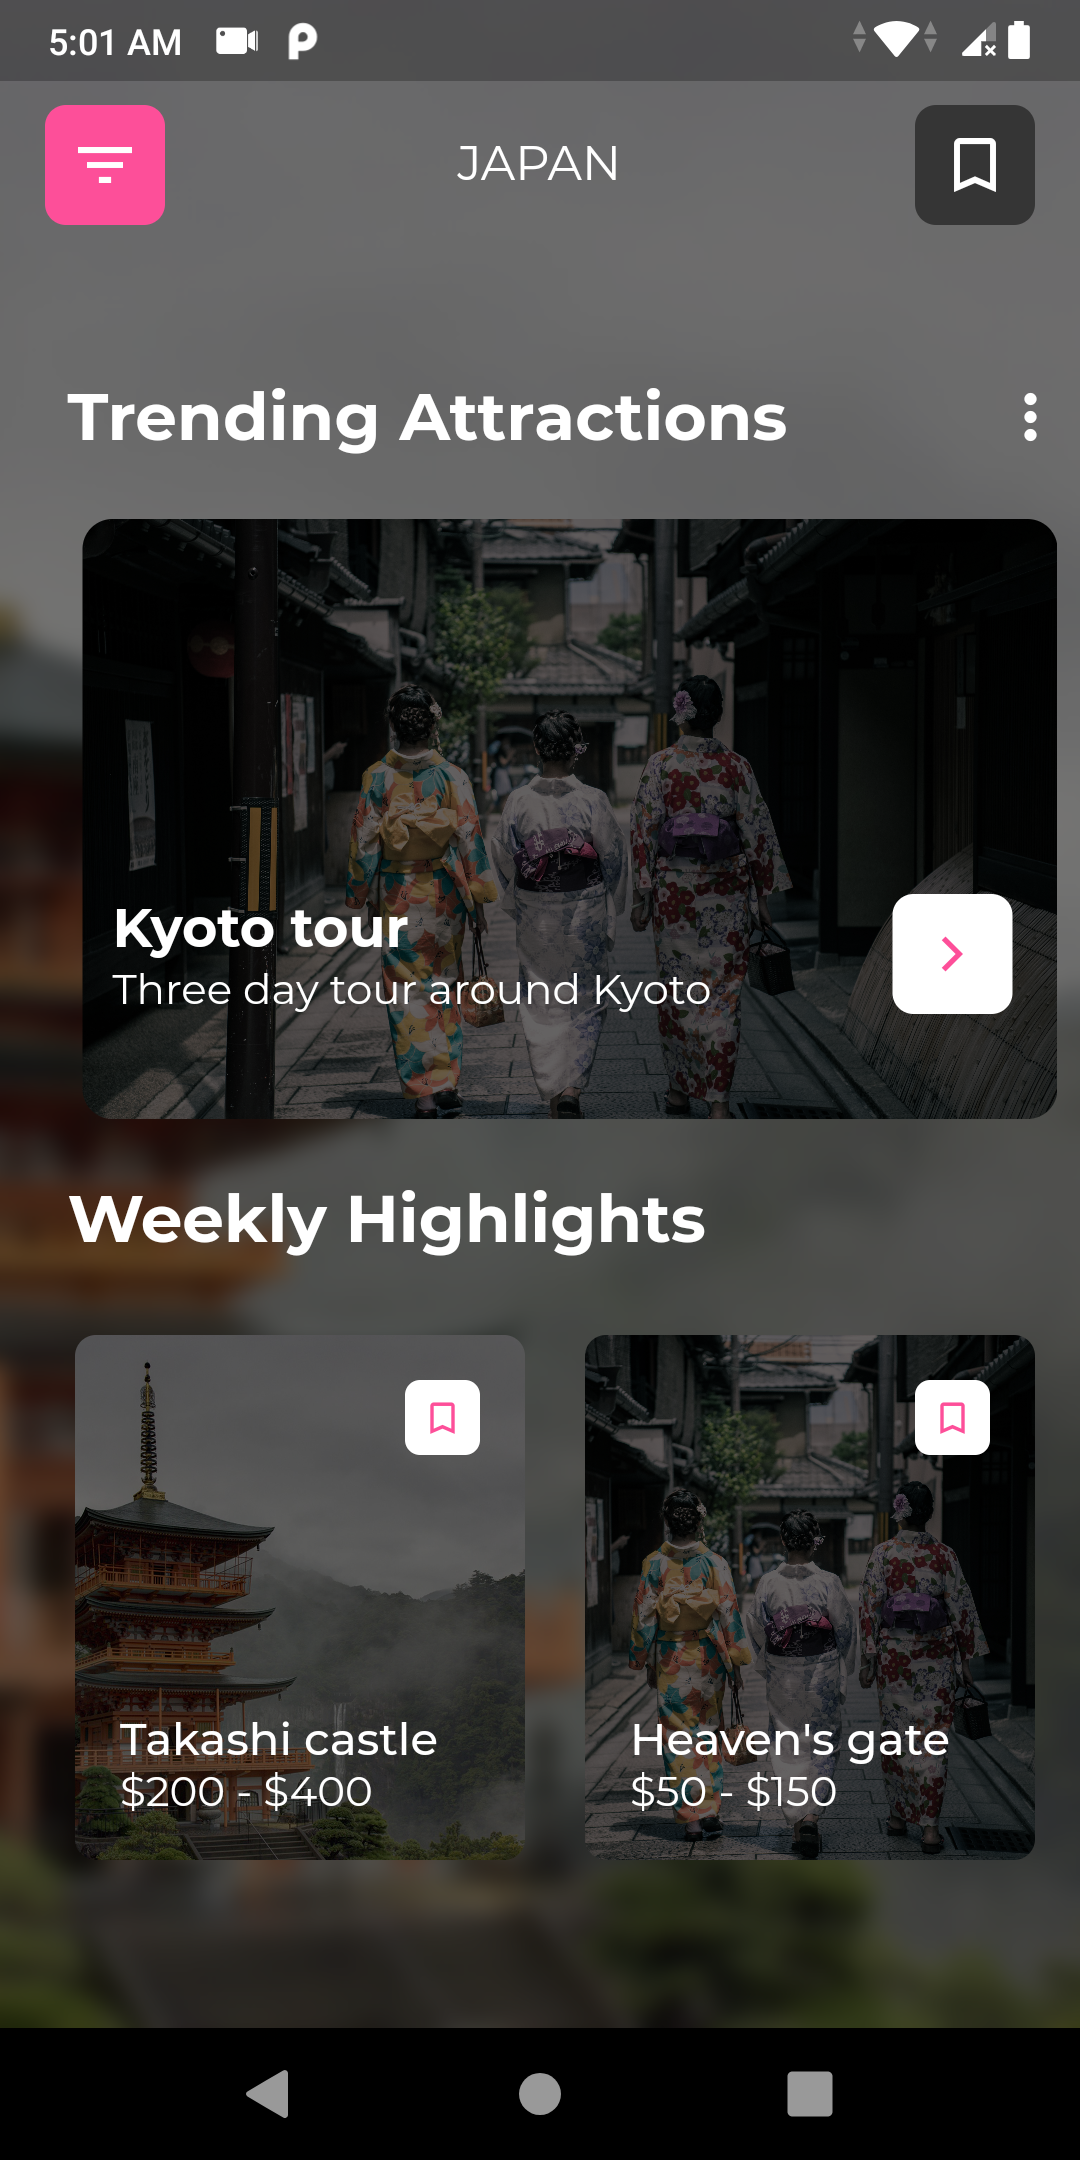 5:01 AM
JAPAN
Trending Attractions
Kyoto tour
Three day tour around Kyoto
Weekly Highlights
Takashi castle
$200 - $400
Heaven's gate
$50 - $150